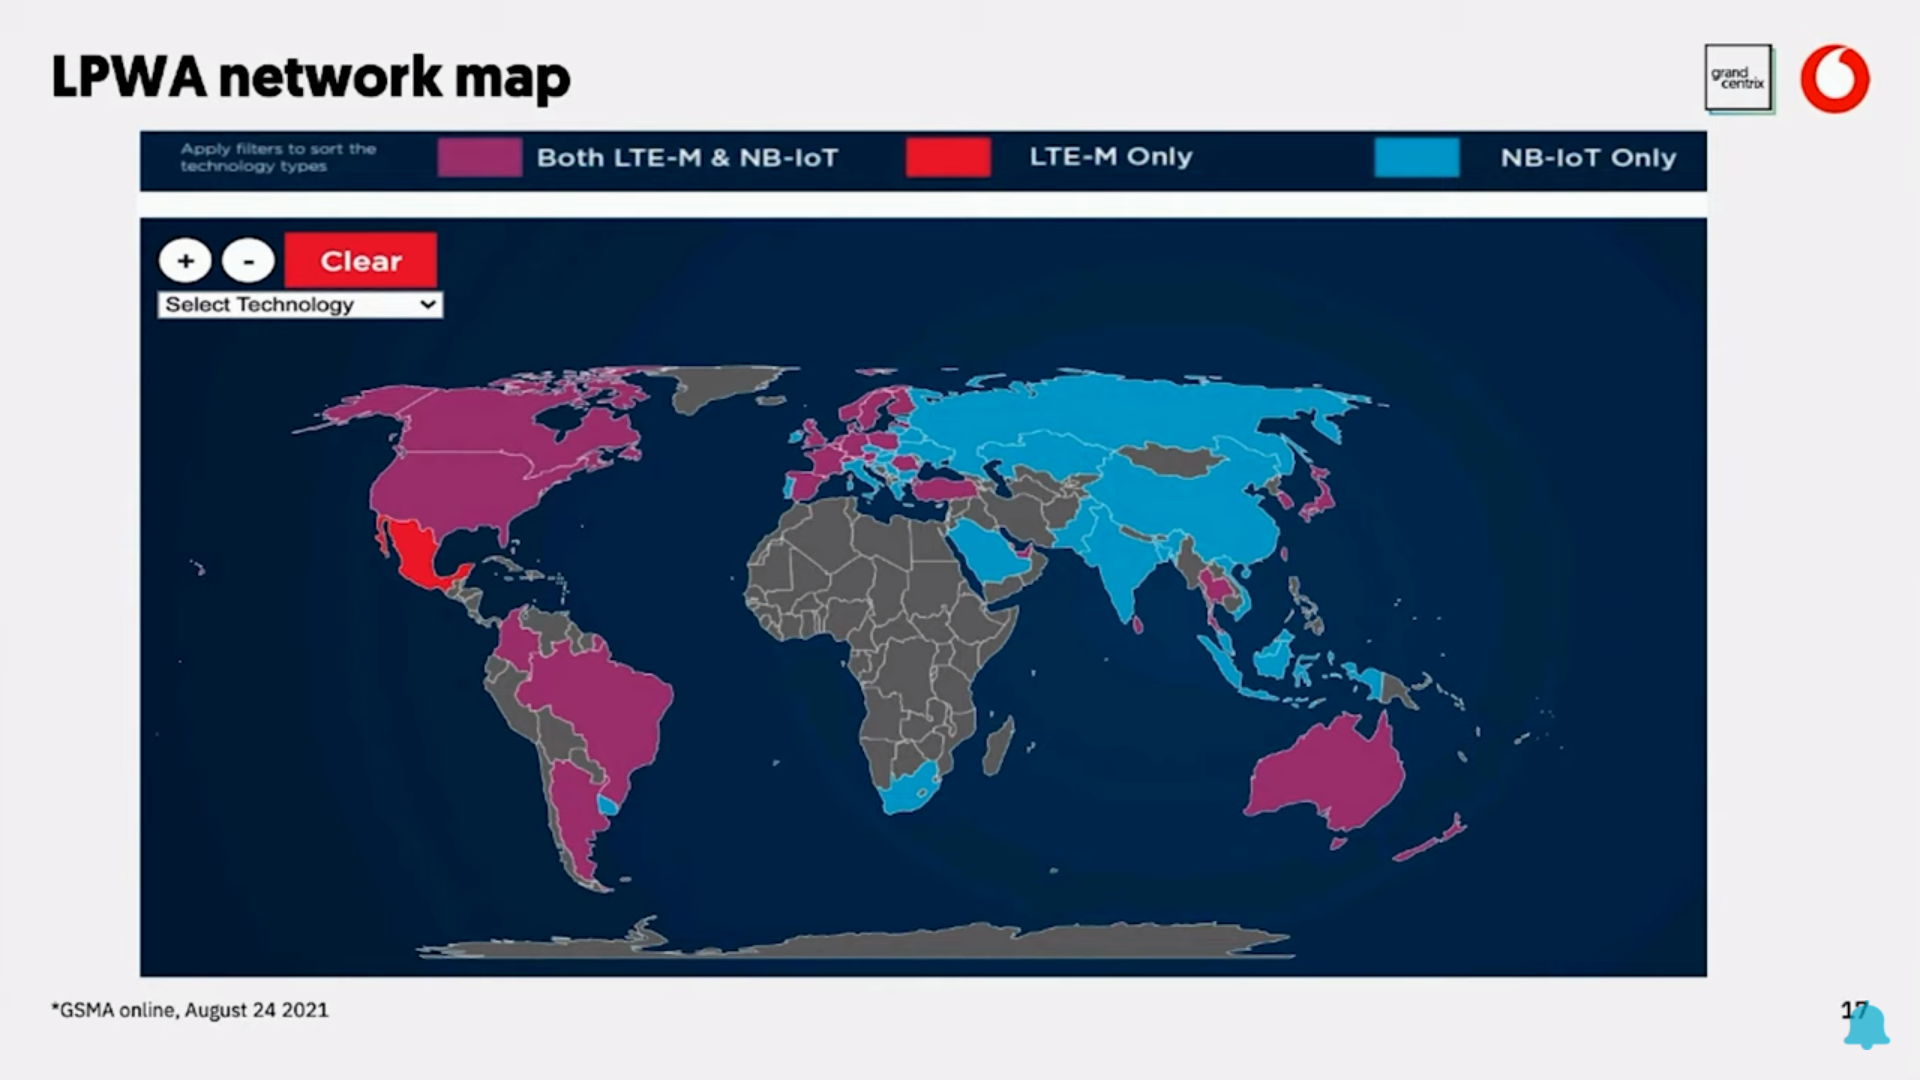 LPWA network map
grand
centrix
Apply filters to sort the
technology types
Both LTE-M & NB-IoT
LTE-M Only
NB-IoT Only
+
-
Clear
Select Technology
*GSMA online, August 24 2021
17